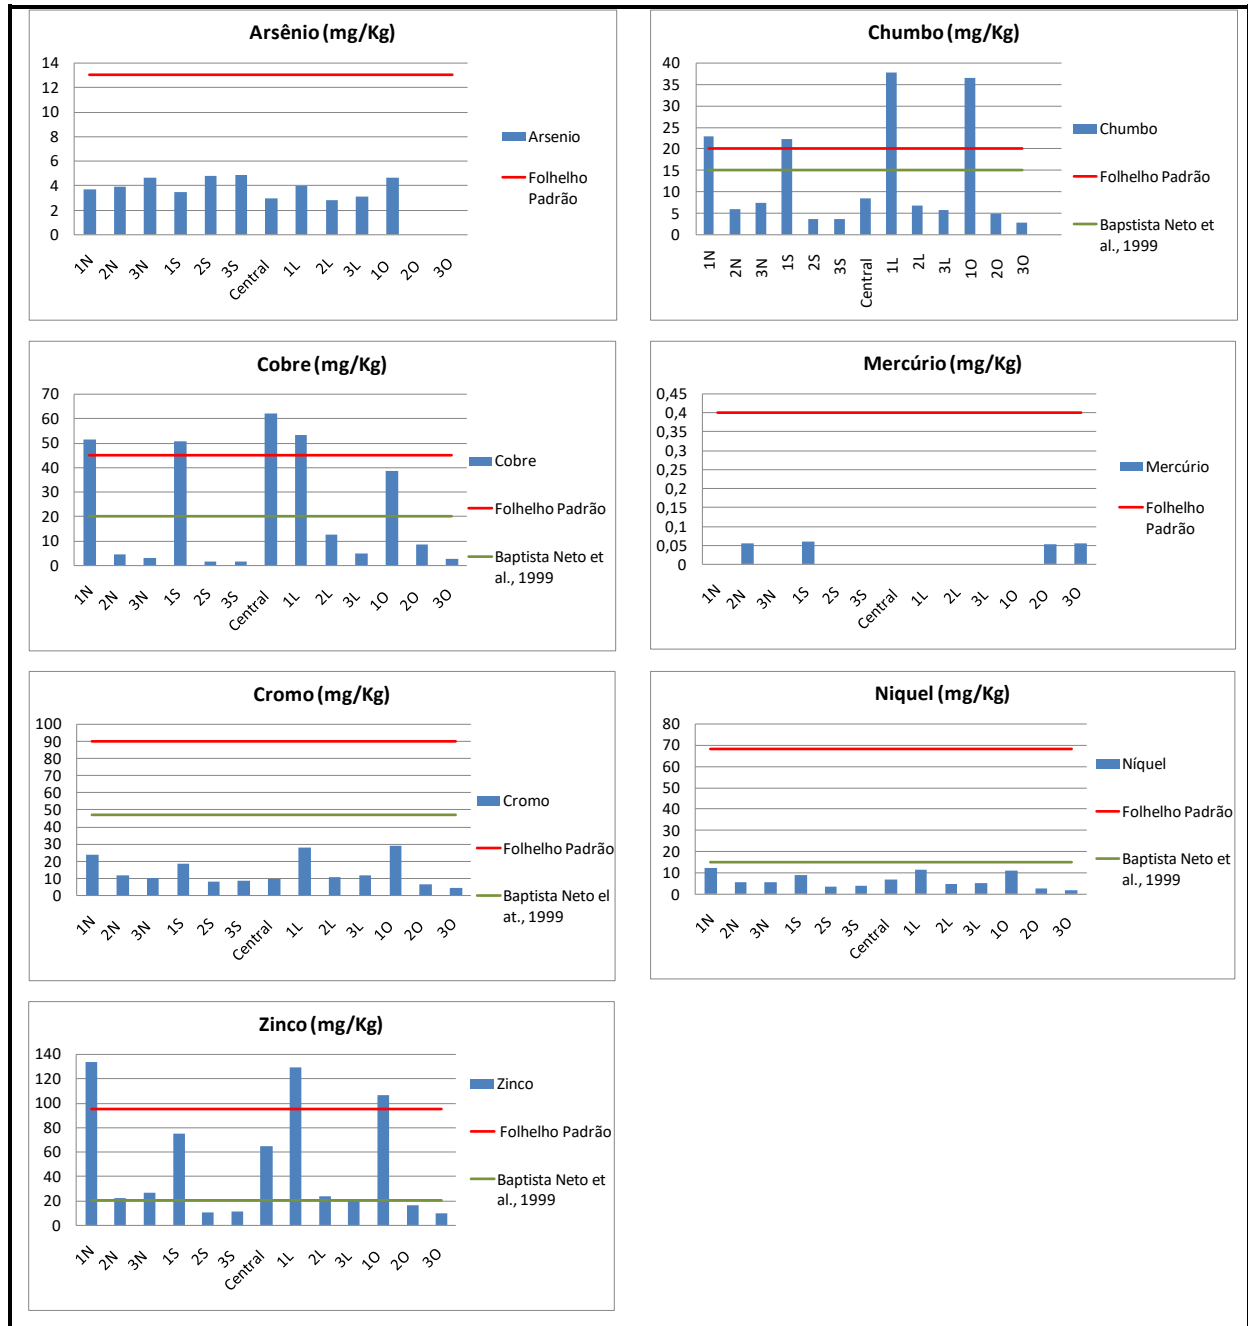 Arsênio (mg/Kg)
14
12
10
8
6
4
2
0
1N 2N 3N 1S 2S 3S Central 1L 2L 3L 1O 2O 3O
Arsenio
Folhelho
Padrão
Chumbo (mg/Kg)
40
35
30
25
20
15
10
5
0
1N 2N 3N 1S 2S 3S Central 1L 2L 3L 1O 2O 3O
Chumbo
Folhelho Padrão
Bapstista Neto et
al., 1999
Cobre (mg/Kg)
70
60
50
40
30
20
10
0
1N 2N 3N 1S 2S 3S Central 1L 2L 3L 1O 2O 3O
Cobre
Folhelho Padrão
Baptista Neto et
al., 1999
Mercúrio (mg/Kg)
0,45
0,4
0,35
0,3
0,25
0,2
0,15
0,1
0,05
0
1N 2N 3N 1S 2S 3S Central 1L 2L 3L 1O 2O 3O
Mercúrio
Folhelho
Padrão
Cromo (mg/Kg)
100
90
80
70
60
50
40
30
20
10
0
1N 2N 3N 1S 2S 3S Central 1L 2L 3L 1O 2O 3O
Cromo
Folhelho Padrão
Baptista Neto el
at., 1999
Niquel (mg/Kg)
80
70
60
50
40
30
20
10
0
1N 2N 3N 1S 2S 3S Central 1L 2L 3L 1O 2O 3O
Níquel
Folhelho Padrão
Baptista Neto et
al., 1999
Zinco (mg/Kg)
140
120
100
80
60
40
20
0
1N 2N 3N 1S 2S 3S Central 1L 2L 3L 1O 2O 3O
Zinco
Folhelho Padrão
Baptista Neto et
al., 1999